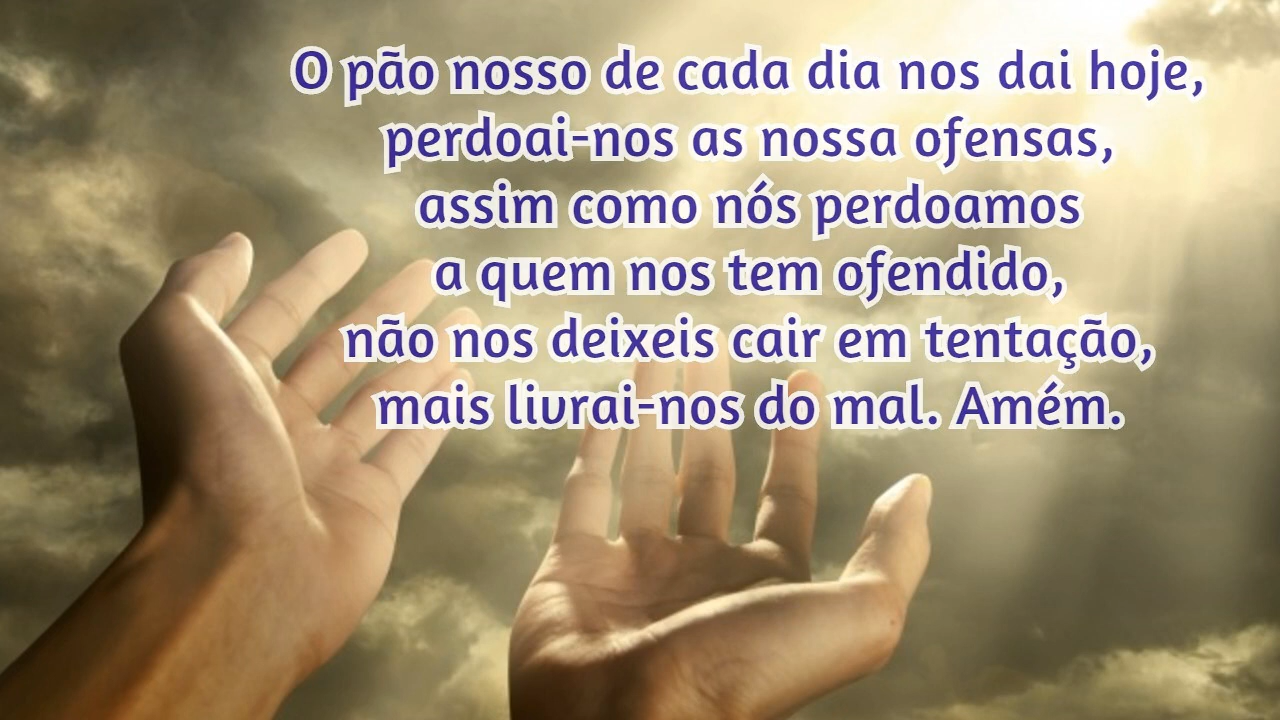 O pão nosso de cada dia nos dai hoje,
perdoai-nos as nossa ofensas,
assim como nós perdoamos
a quem nos tem ofendido,
não nos deixeis cair em tentação,
mais livrai-nos do mal. Amém.